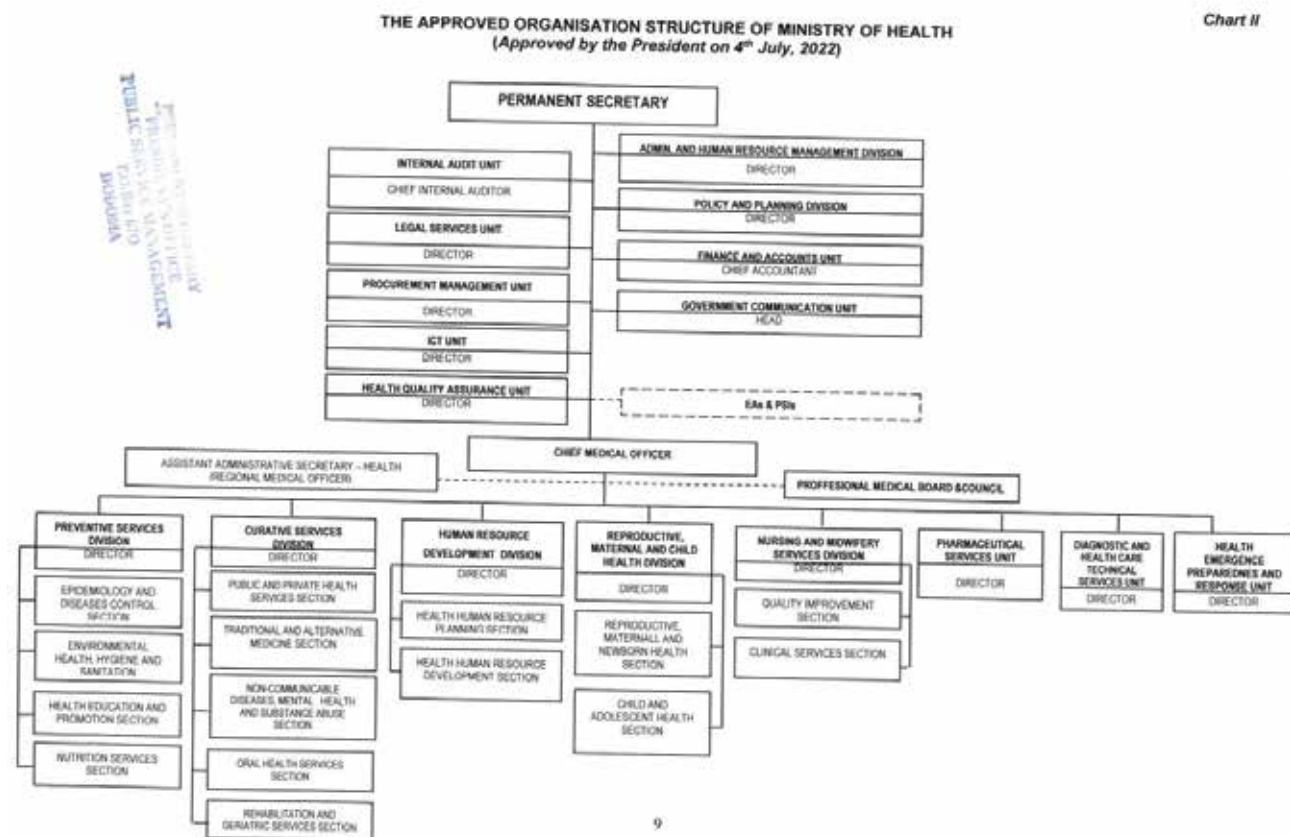 Chart II
THE APPROVED ORGANISATION STRUCTURE OF MINISTRY OF HEALTH
(Approved by the President on 4th July, 2022)
PUBLIC SERVICE MANAGEMENT
DODOMA
PERMANENT SECRETARY
INTERNAL AUDIT UNIT
CHIEF INTERNAL AUDITOR
LEGAL SERVICES UNIT
DIRECTOR
PROCUREMENT MANAGEMENT UNIT
DIRECTOR
ICT UNIT
DIRECTOR
HEALTH QUALITY ASSURANCE UNIT
DIRECTOR
ADMIN. AND HUMAN RESOURCE MANAGEMENT DIVISION
DIRECTOR
POLICY AND PLANNING DIVISION
DIRECTOR
FINANCE AND ACCOUNTS UNIT
CHIEF ACCOUNTANT
GOVERNMENT COMMUNICATION UNIT
HEAD
EAs & PSIs
CHIEF MEDICAL OFFICER
ASSISTANT ADMINISTRATIVE SECRETARY – HEALTH
(REGIONAL MEDICAL OFFICER)
PROFFESIONAL MEDICAL BOARD &COUNCIL
PREVENTIVE SERVICES
DIVISION
DIRECTOR
EPIDEMIOLOGY AND
DISEASES CONTROL
SECTION
ENVIRONMENTAL
HEALTH, HYGIENE AND
SANITATION
HEALTH EDUCATION AND
PROMOTION SECTION
NUTRITION SERVICES
SECTION
CURATIVE SERVICES
DIVISION
DIRECTOR
PUBLIC AND PRIVATE HEALTH
SERVICES SECTION
TRADITIONAL AND ALTERNATIVE
MEDICINE SECTION
NON-COMMUNICABLE
DISEASES, MENTAL HEALTH
AND SUBSTANCE ABUSE
SECTION
ORAL HEALTH SERVICES
SECTION
REHABILITATION AND
GERIATRIC SERVICES SECTION
HUMAN RESOURCE
DEVELOPMENT DIVISION
DIRECTOR
HEALTH HUMAN RESOURCE
PLANNING SECTION
HEALTH HUMAN RESOURCE
DEVELOPMENT SECTION
REPRODUCTIVE,
MATERNAL AND CHILD
HEALTH DIVISION
DIRECTOR
REPRODUCTIVE,
MATERNALL AND
NEWBORN HEALTH
SECTION
CHILD AND
ADOLESCENT HEALTH
SECTION
NURSING AND MIDWIFERY
SERVICES DIVISION
DIRECTOR
QUALITY IMPROVEMENT
SECTION
CLINICAL SERVICES SECTION
PHARMACEUTICAL
SERVICES UNIT
DIRECTOR
DIAGNOSTIC AND
HEALTH CARE
TECHNICAL
SERVICES UNIT
DIRECTOR
HEALTH
EMERGENCE
PREPAREDNES AND
RESPONSE UNIT
DIRECTOR
9